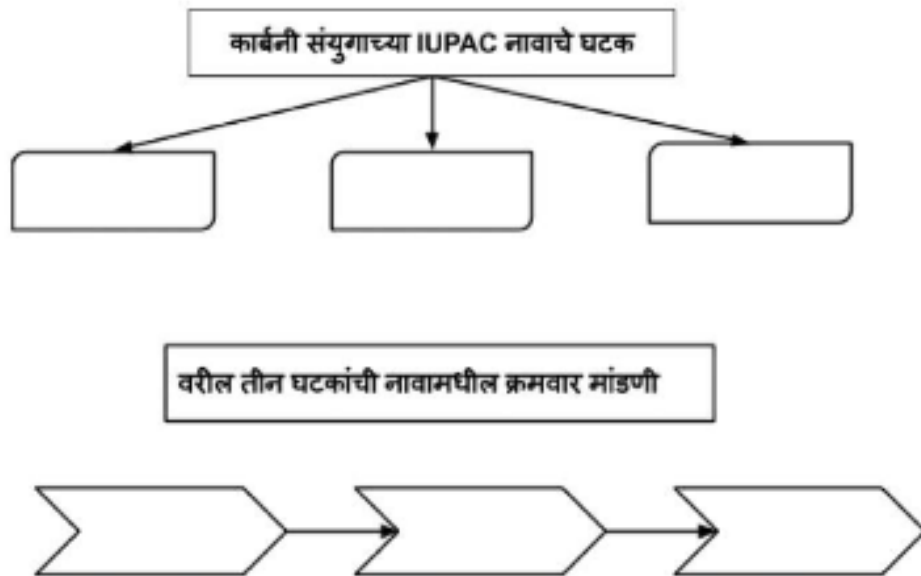 कार्बनी संयुगाच्या IUPAC नावाचे घटक
वरील तीन घटकांची नावामधील क्रमवार मांडणी